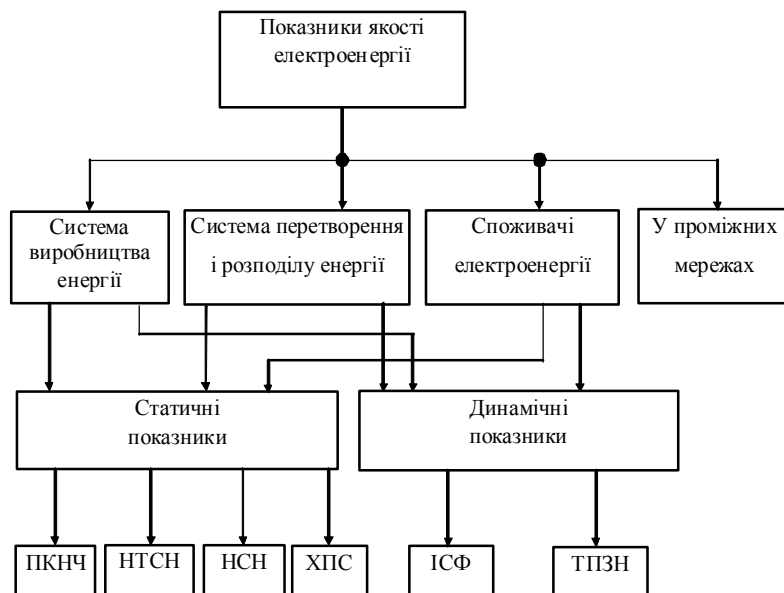 Показники якості
електроенергії
Система
виробництва
енергії
Система перетворення
і розподілу енергії
Споживачі
електроенергії
У проміжних
мережах
Статичні
показники
Динамічні
показники
ПКНЧ
НТСН
НСН
ХПС
ІСФ
ТПЗН